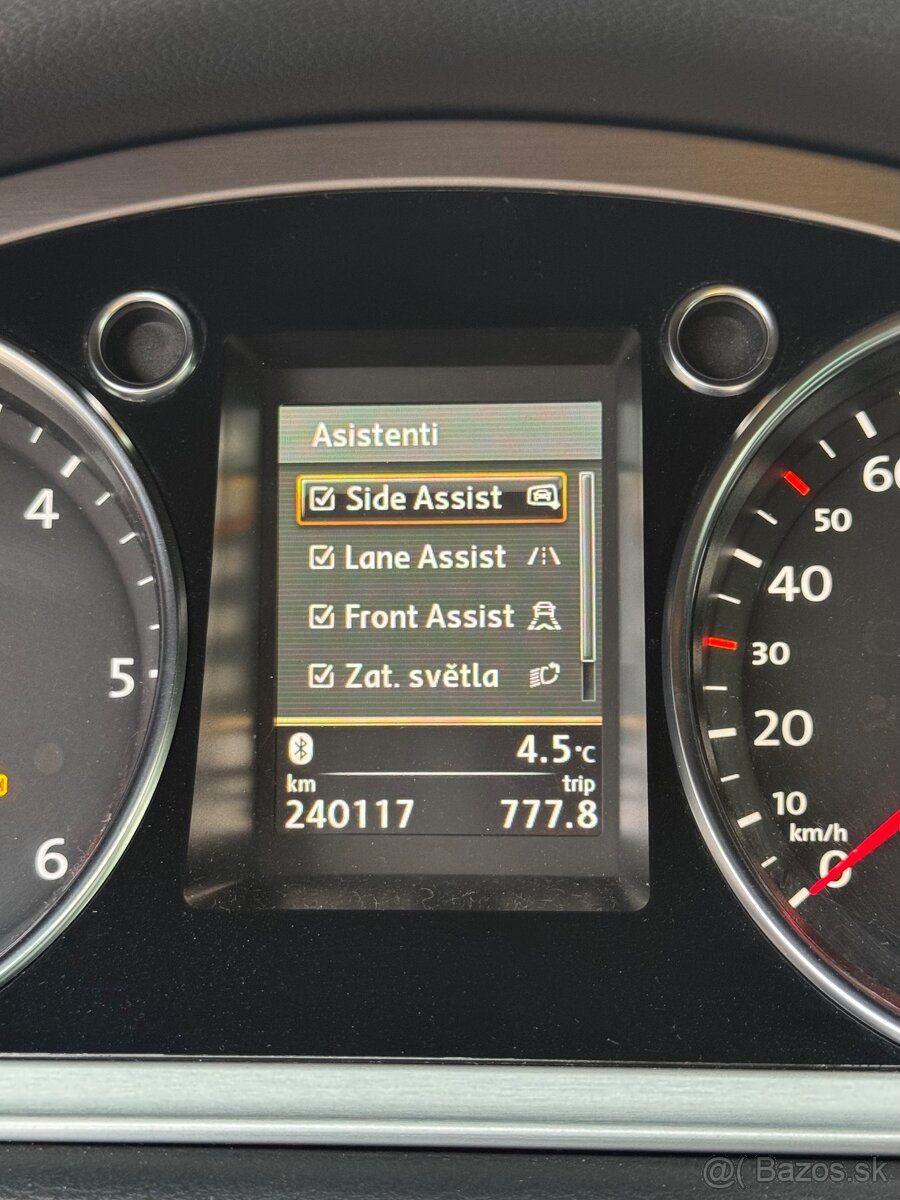 Asistenti
Side Assist
Lane Assist
Front Assist
Zat. světla
4.5°C
km trip
240117 777.8
4
5
6
60
50
40
30
20
10
km/h
0
@( Bazos.sk